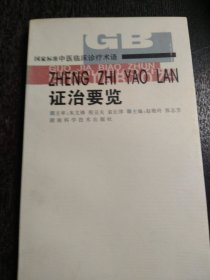 GB
国家标准中医临床诊疗术语
ZHENG ZHI YAO LAN
GUO JIA BIAO ZHUN
证治要览
湖南科学技术出版社